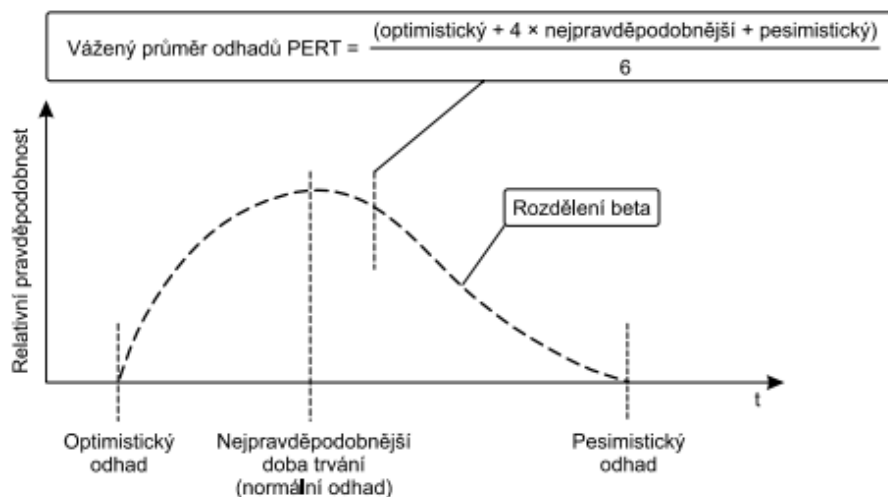 Vážený průměr odhadů PERT = (optimistický + 4 × nejpravděpodobnější + pesimistický)
6
Relativní pravděpodobnost
Rozdělení beta
t
Optimistický
odhad
Nejpravděpodobnější
doba trvání
(normální odhad)
Pesimistický
odhad